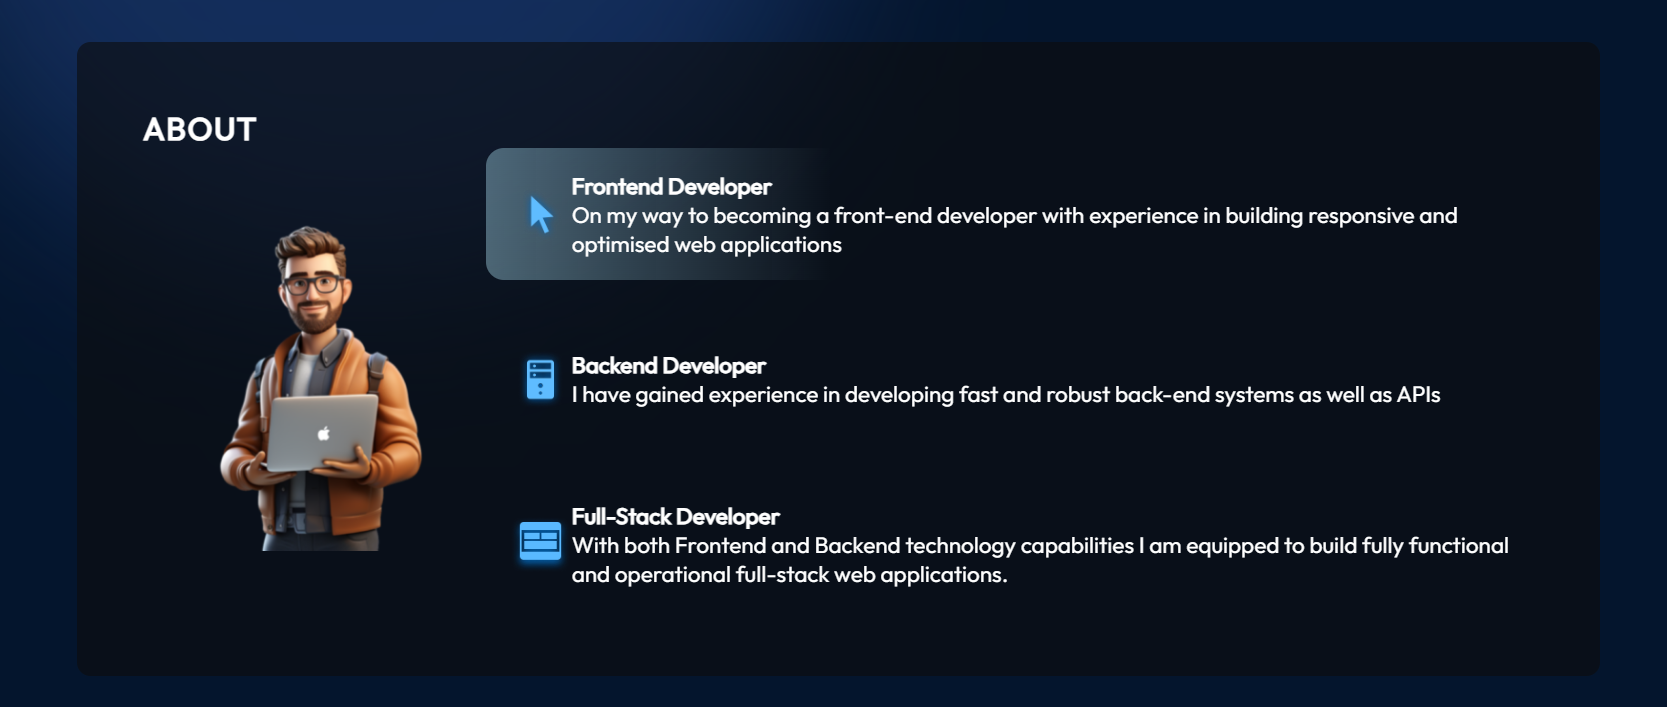 ABOUT
Frontend Developer
On my way to becoming a front-end developer with experience in building responsive and
optimised web applications
Backend Developer
I have gained experience in developing fast and robust back-end systems as well as APIs
Full-Stack Developer
With both Frontend and Backend technology capabilities I am equipped to build fully functional
and operational full-stack web applications.